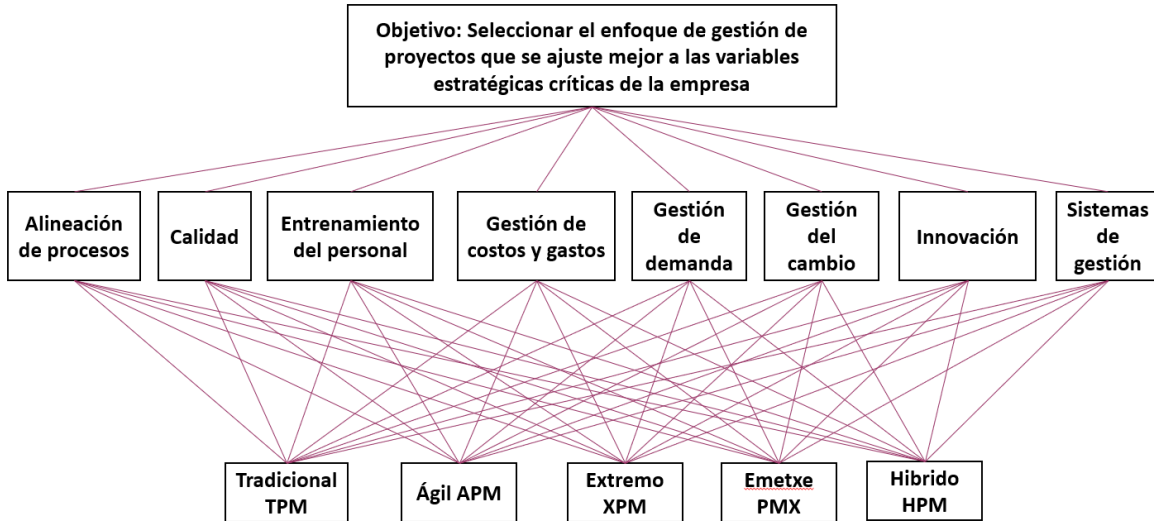 Objetivo: Seleccionar el enfoque de gestión de
proyectos que se ajuste mejor a las variables
estratégicas críticas de la empresa
Alineación
de procesos
Calidad
Entrenamiento
del personal
Gestión de
costos y gastos
Gestión
de
demanda
Gestión
del
cambio
Innovación
Sistemas
de
gestión
Tradicional
TPM
Ágil APM
Extremo
XPM
Emetxe
PMX
Hibrido
HPM